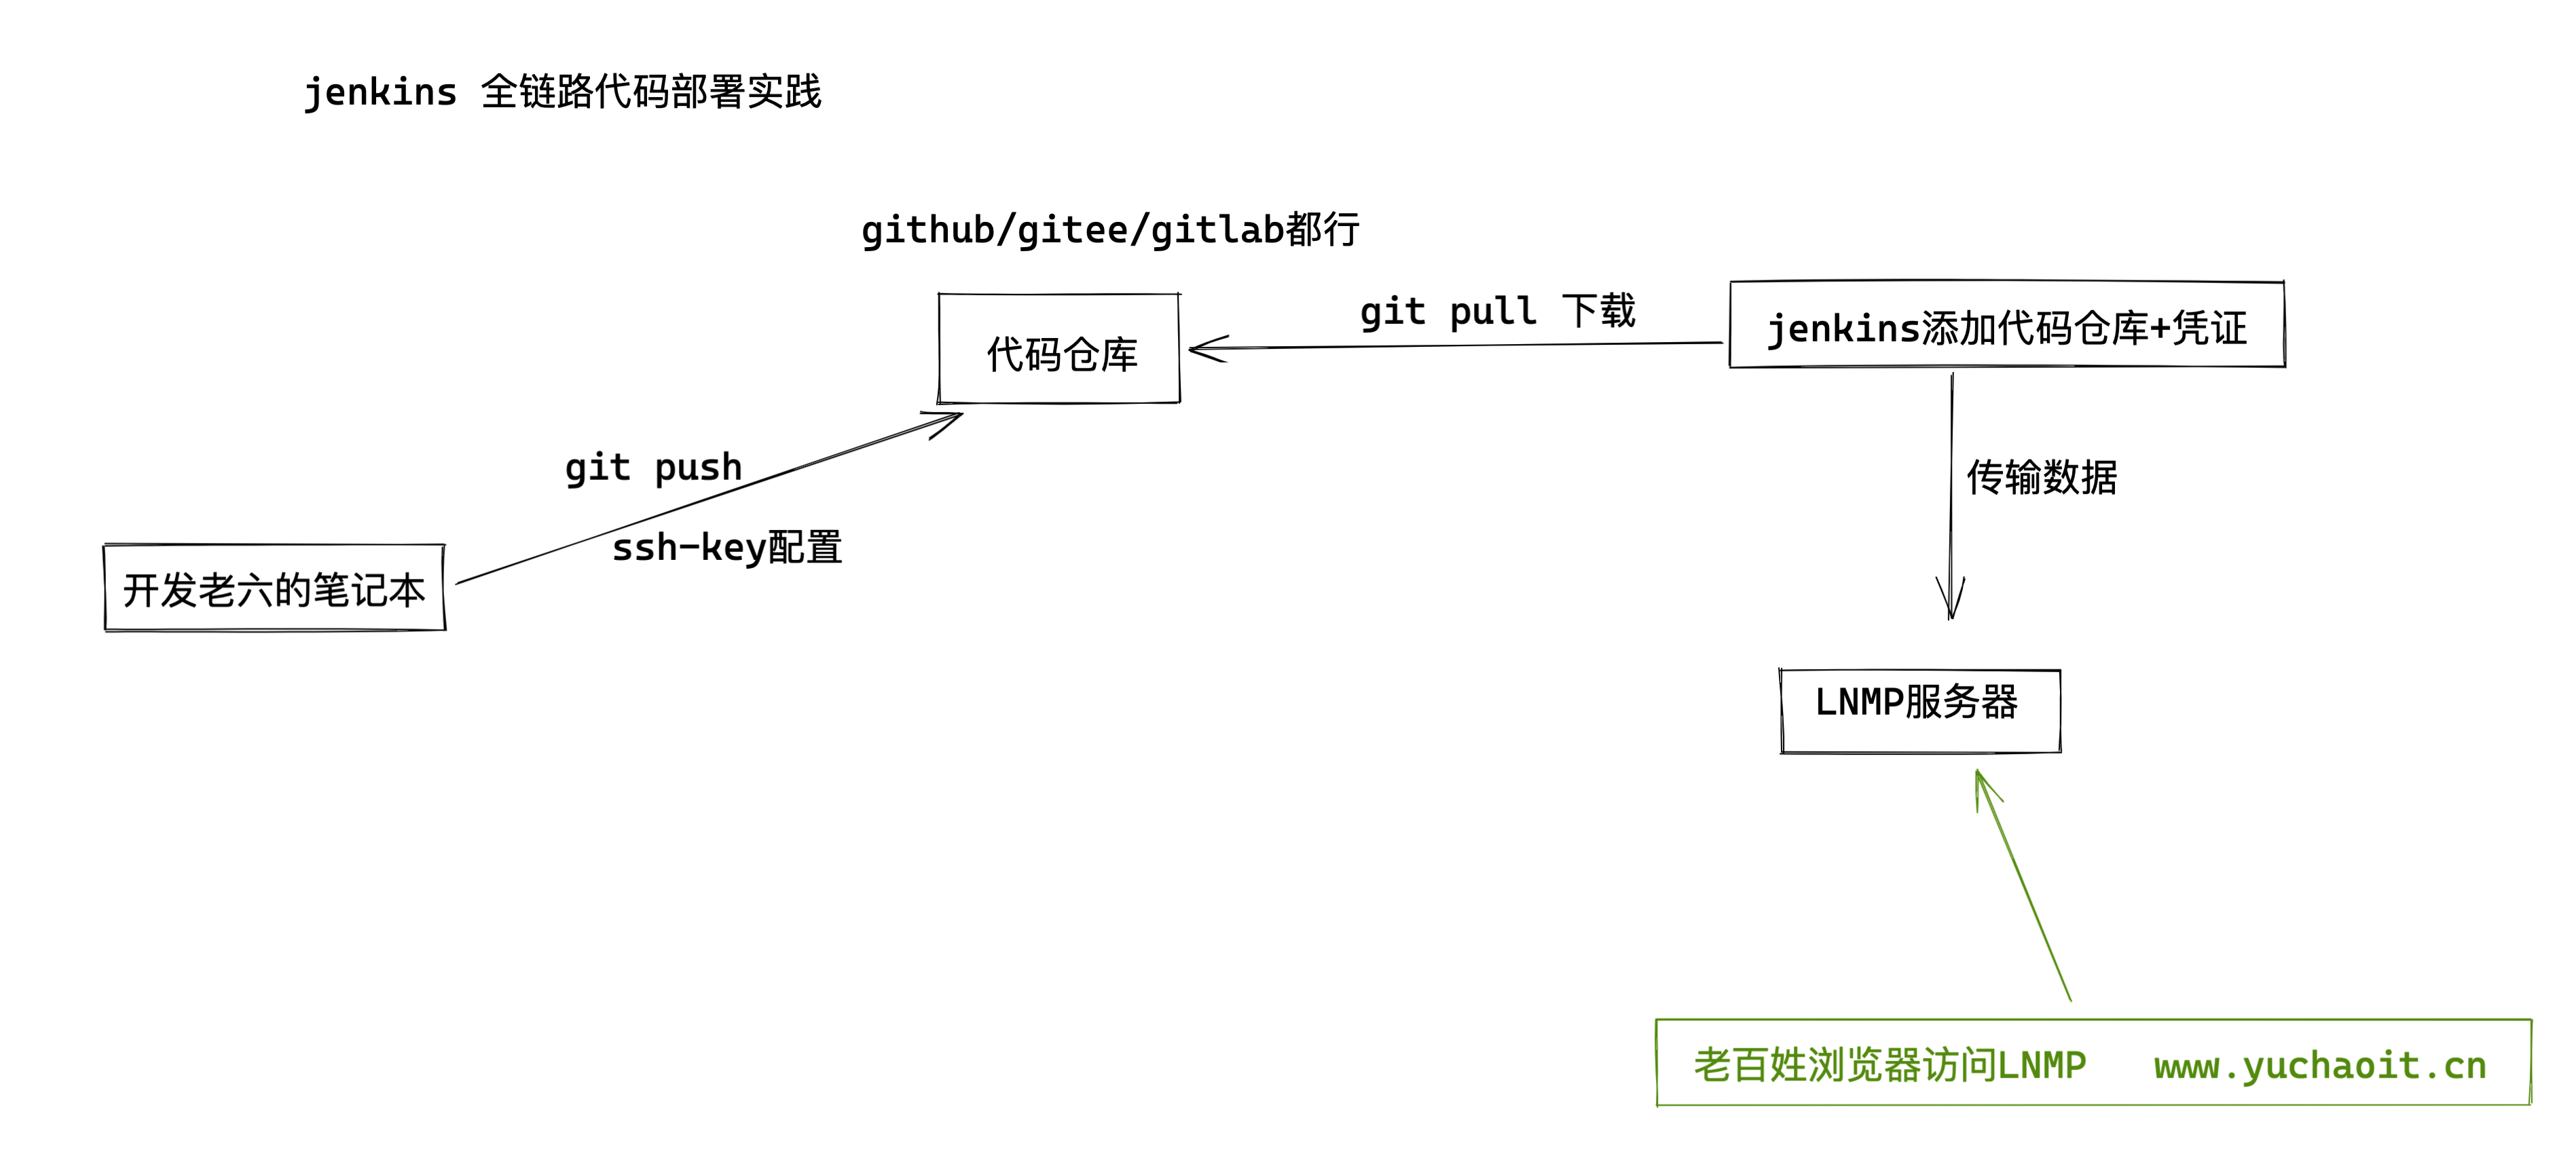 jenkins 全链路代码部署实践
github/gitee/gitlab都行
git pull 下载
jenkins添加代码仓库+凭证
代码仓库
git push
传输数据
ssh-key配置
开发老六的笔记本
LNMP服务器
老百姓浏览器访问LNMP www.yuchaoit.cn